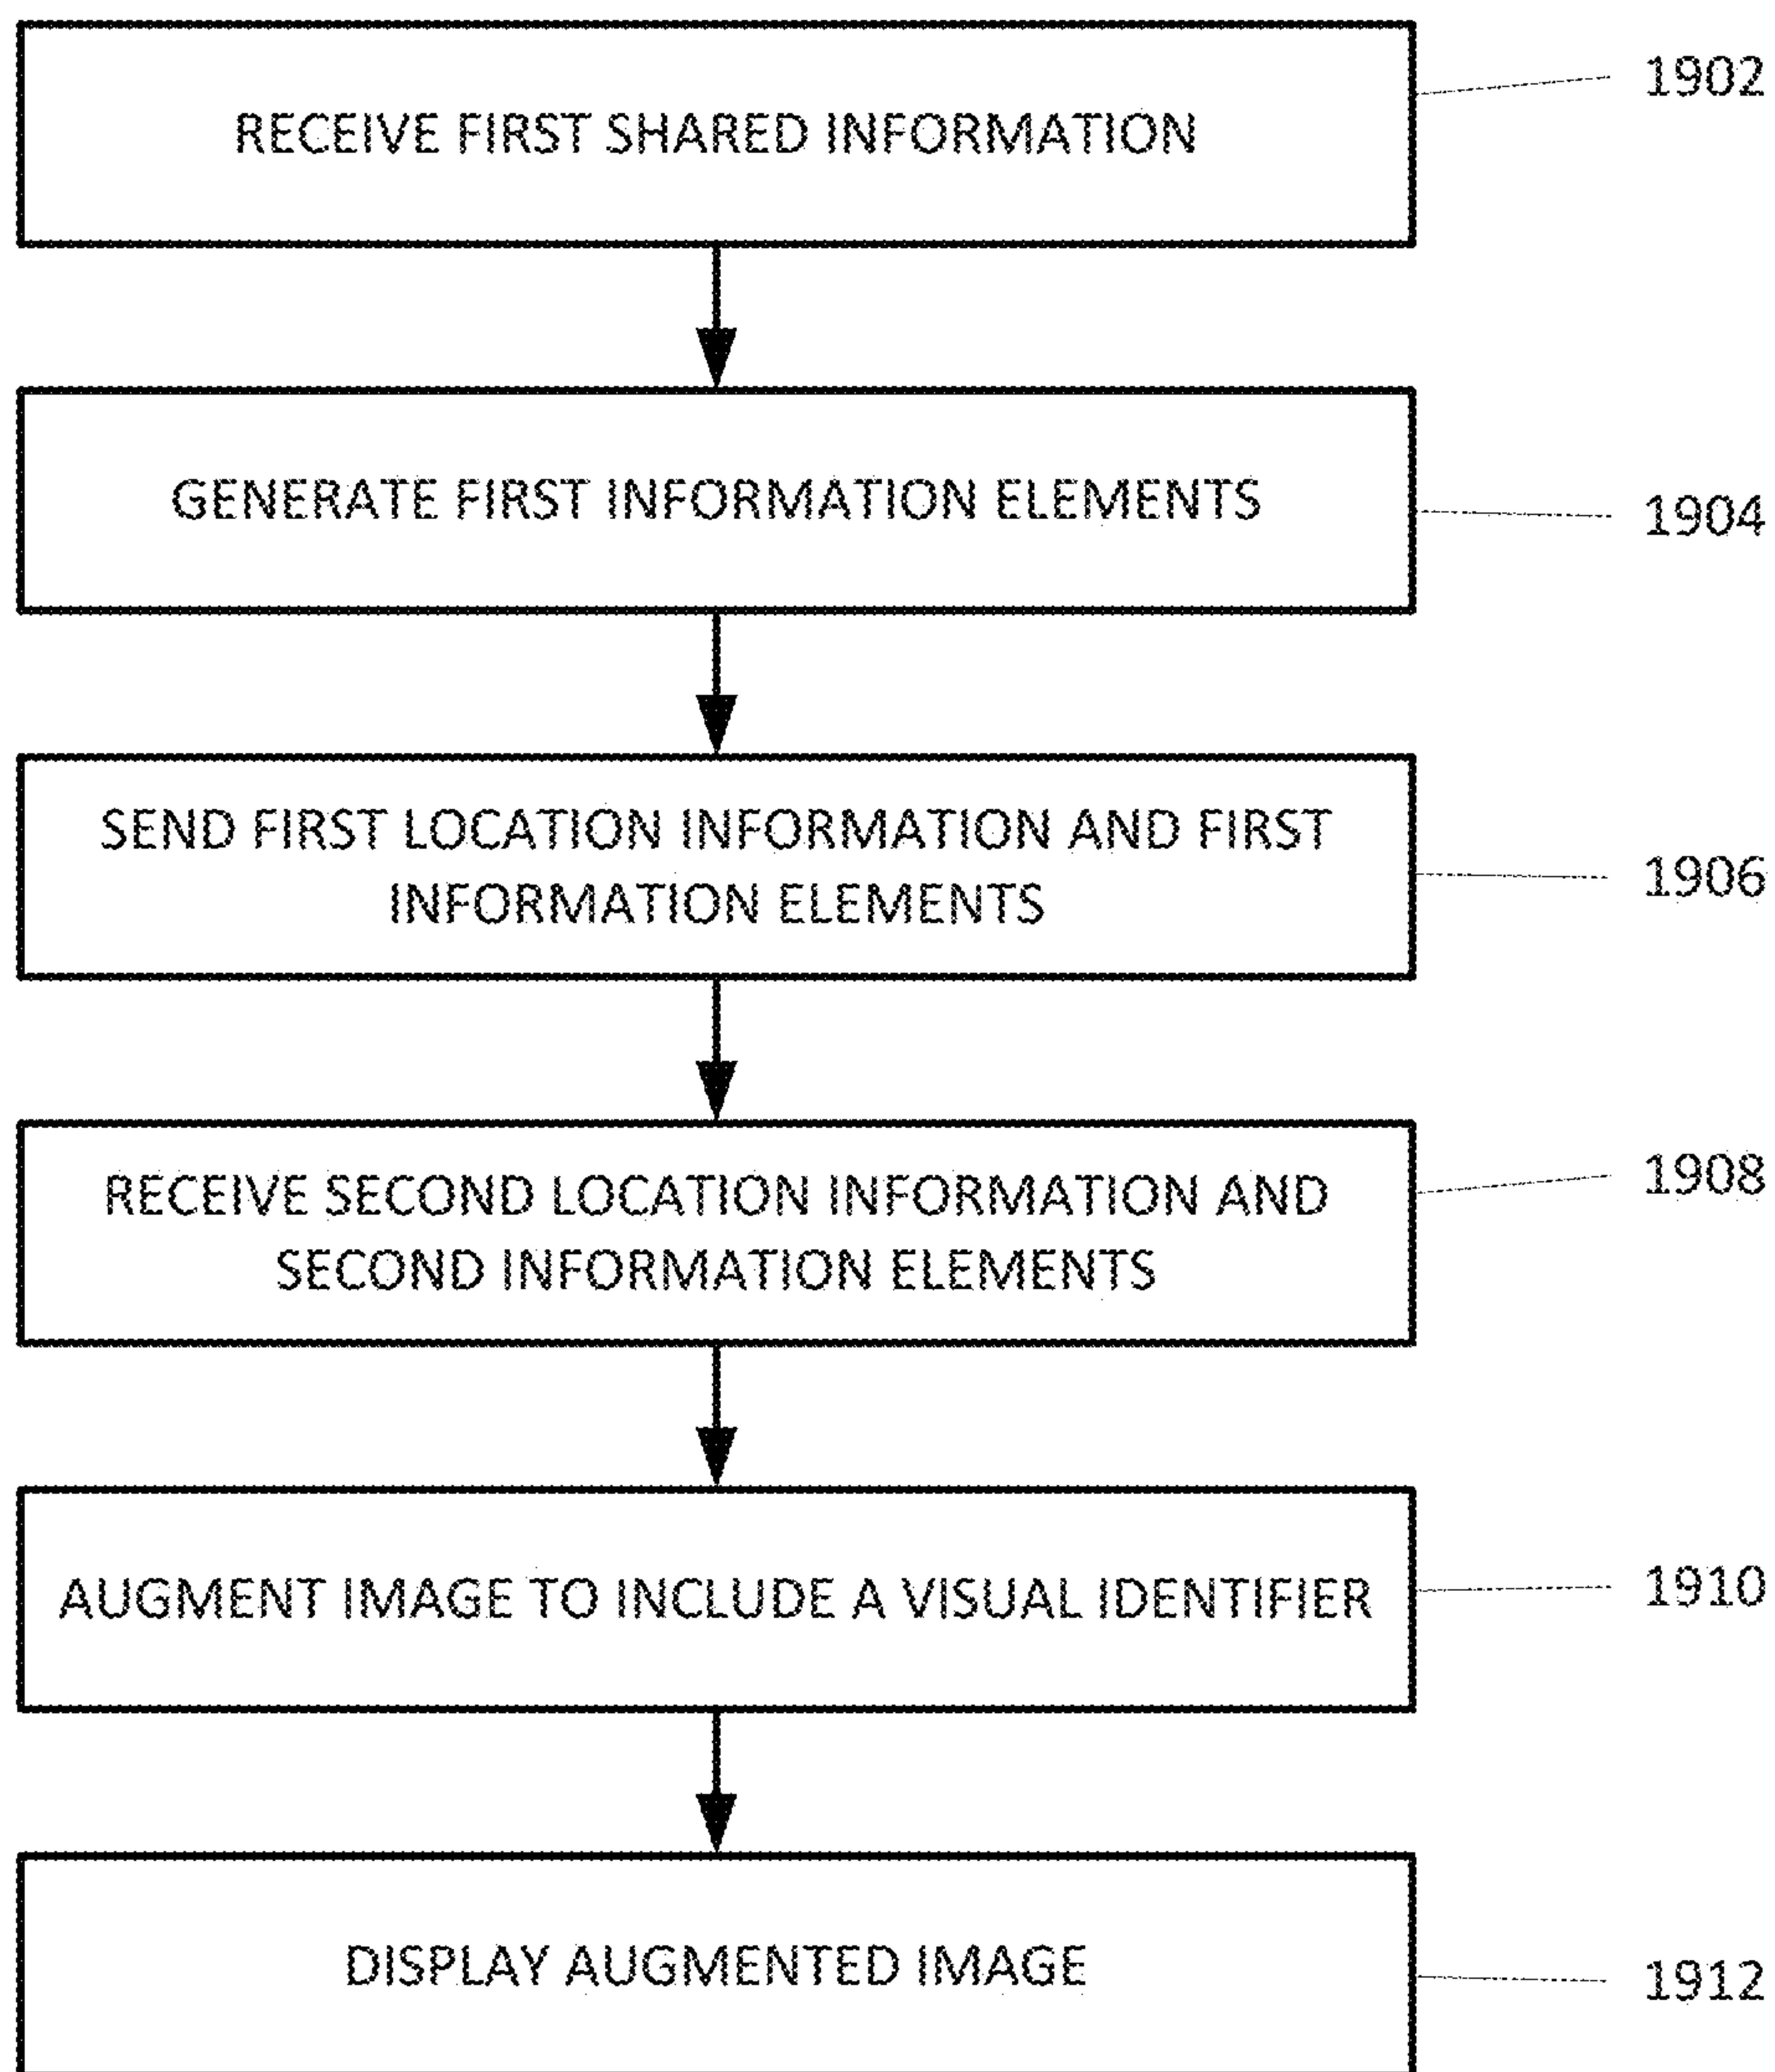 RECEIVE FIRST SHARED INFORMATION
1902
GENERATE FIRST INFORMATION ELEMENTS
1904
SEND FIRST LOCATION INFORMATION AND FIRST
INFORMATION ELEMENTS
1906
RECEIVE SECOND LOCATION INFORMATION AND
SECOND INFORMATION ELEMENTS
1908
AUGMENT IMAGE TO INCLUDE A VISUAL IDENTIFIER
1910
DISPLAY AUGMENTED IMAGE
1912